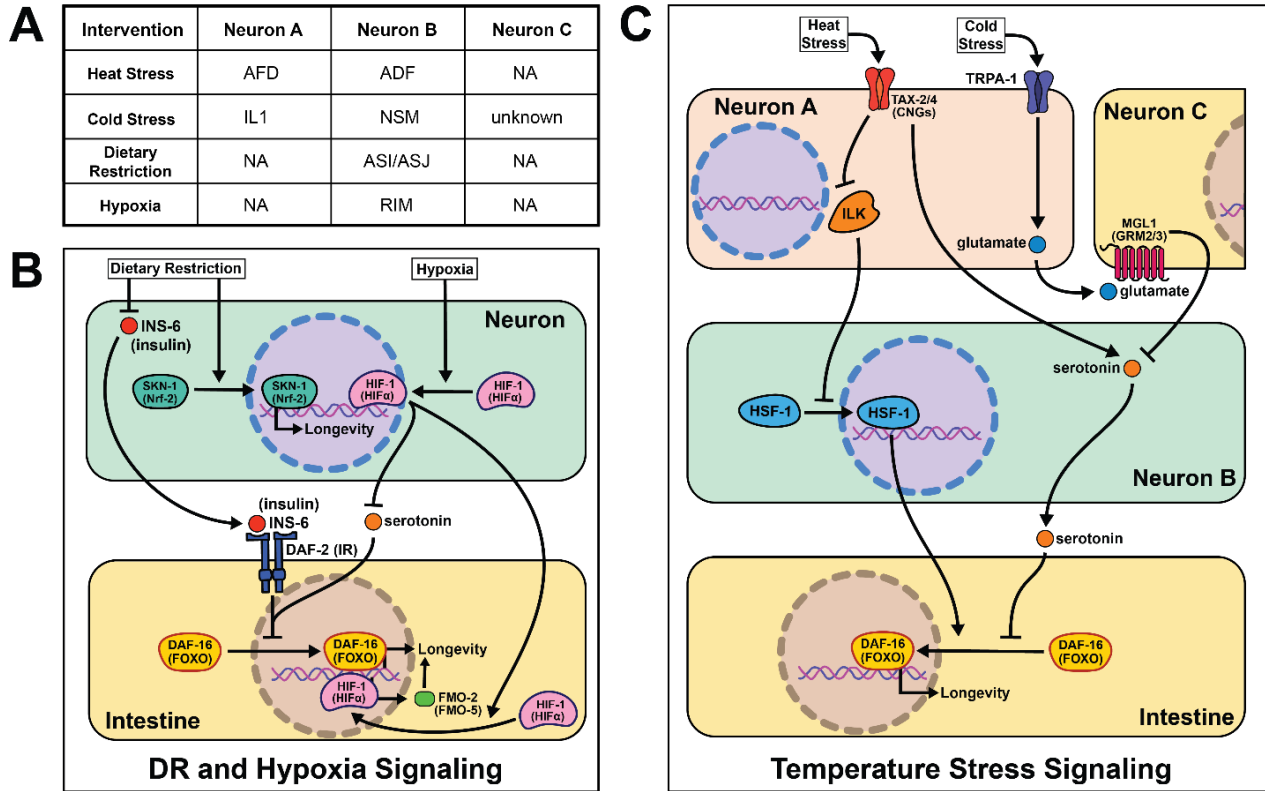 A
Intervention Neuron A Neuron B Neuron C
Heat Stress AFD ADF NA
Cold Stress IL1 NSM unknown
Dietary
Restriction NA ASI/ASJ NA
Hypoxia NA RIM NA
B
Dietary Restriction
Hypoxia
Neuron
INS-6
(insulin)
SKN-1
(Nrf-2)
SKN-1
(Nrf-2)
HIF-1
(HIFα)
HIF-1
(HIFα)
Longevity
(insulin)
INS-6
serotonin
DAF-2 (IR)
DAF-16
(FOXO)
DAF-16
(FOXO)
Longevity
HIF-1
(HIFα)
FMO-2
(FMO-5)
HIF-1
(HIFα)
Intestine
DR and Hypoxia Signaling
C
Heat
Stress
Cold
Stress
TRPA-1
TAX-2/4
(CNGs)
Neuron A
Neuron C
ILK
MGL1
(GRM2/3)
glutamate
glutamate
serotonin
HSF-1
HSF-1
Neuron B
serotonin
DAF-16
(FOXO)
DAF-16
(FOXO)
Longevity
Intestine
Temperature Stress Signaling